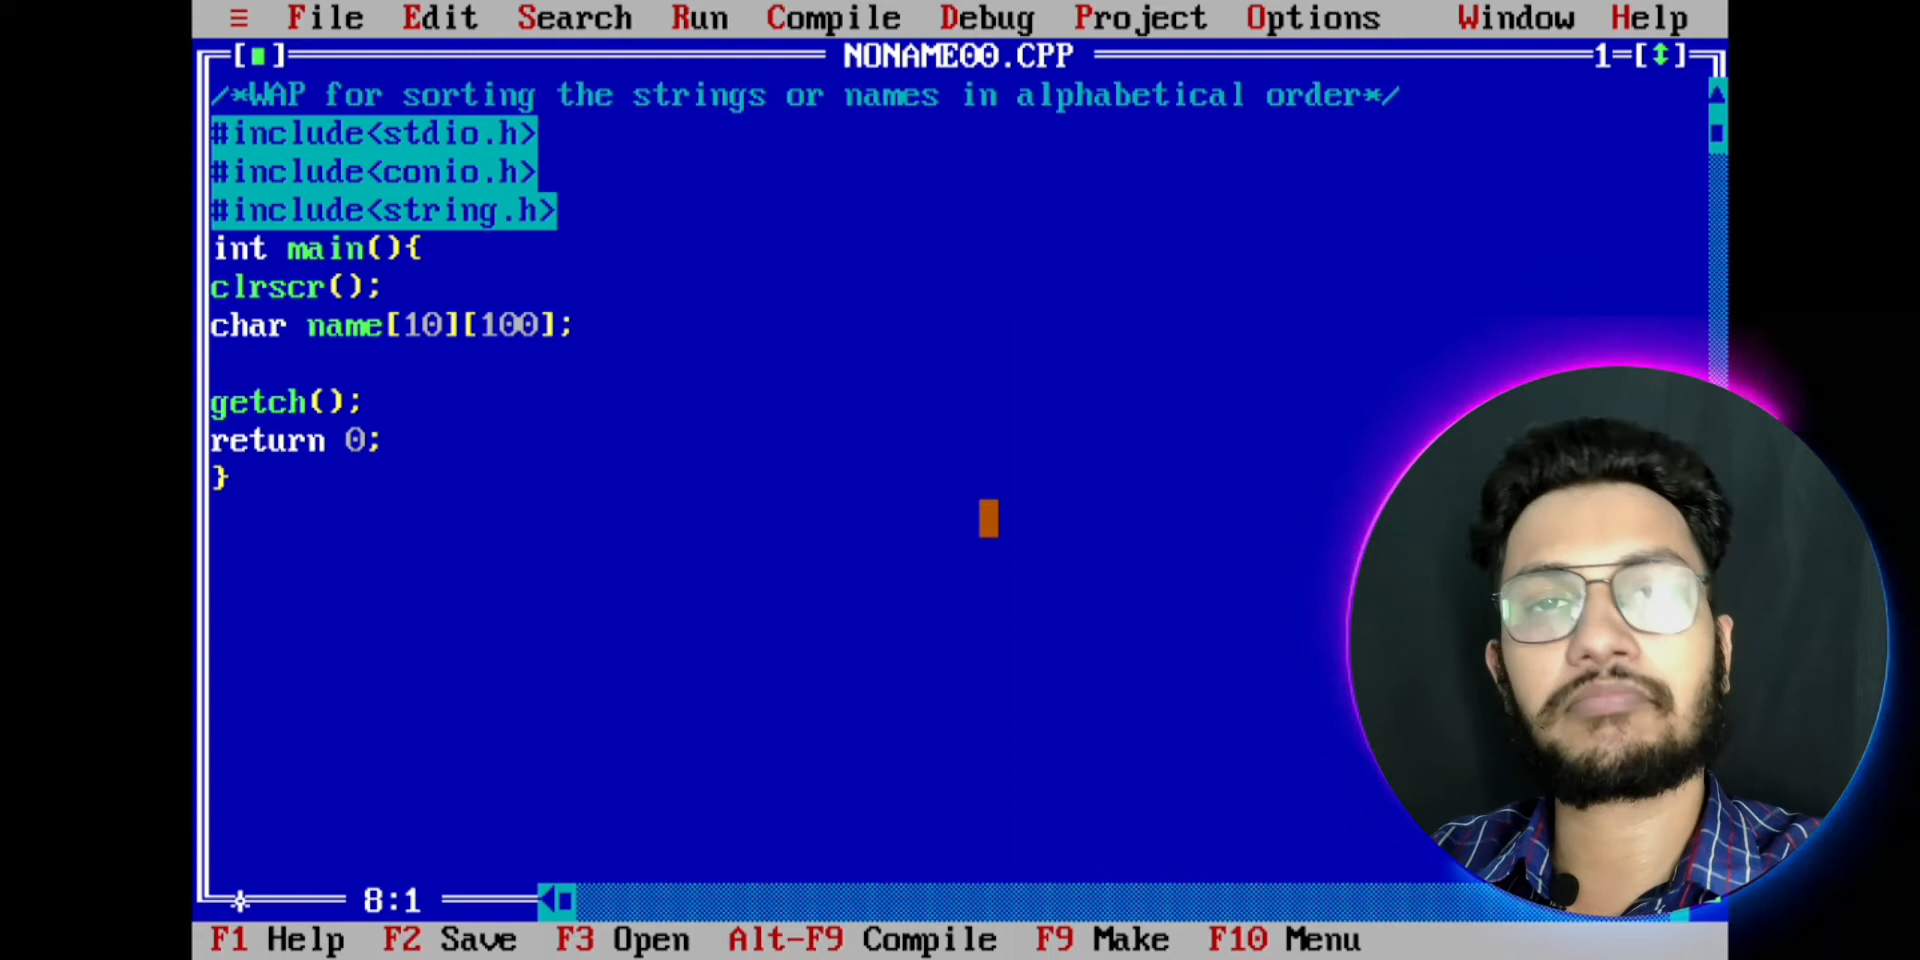 ≡ File Edit Search Run Compile Debug Project Options Window Help
[■] NONAME00.CPP 1=[↕]
/*WAP for sorting the strings or names in alphabetical order*/
#include<stdio.h>
#include<conio.h>
#include<string.h>
int main(){
clrscr();
char name[10][100];
getch();
return 0;
}
8:1
F1 Help F2 Save F3 Open Alt-F9 Compile F9 Make F10 Menu